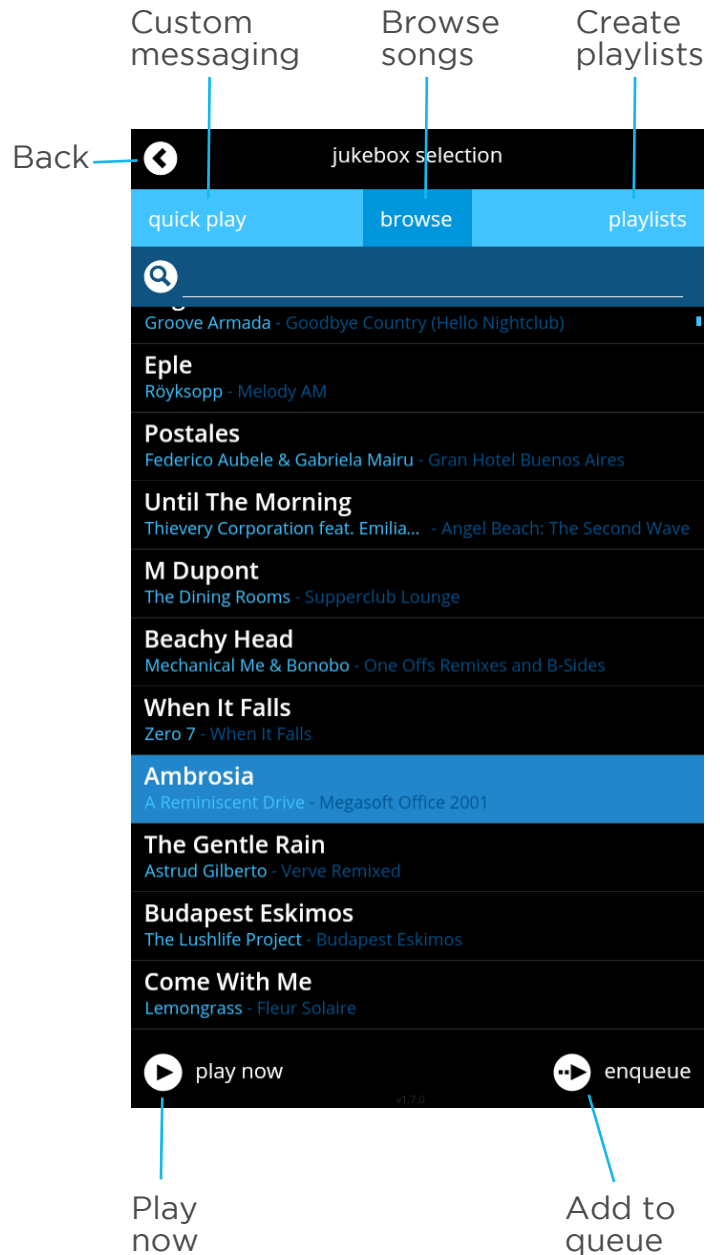 Custom
messaging
Browse
songs
Create
playlists
Back
jukebox selection
quick play
browse
playlists
Groove Armada - Goodbye Country (Hello Nightclub)
Eple
Röyksopp - Melody AM
Postales
Federico Aubele & Gabriela Mairu - Gran Hotel Buenos Aires
Until The Morning
Thievery Corporation feat. Emilia... - Angel Beach: The Second Wave
M Dupont
The Dining Rooms - Supperclub Lounge
Beachy Head
Mechanical Me & Bonobo - One Offs Remixes and B-Sides
When It Falls
Zero 7 - When It Falls
Ambrosia
A Reminiscent Drive - Megasoft Office 2001
The Gentle Rain
Astrud Gilberto - Verve Remixed
Budapest Eskimos
The Lushlife Project - Budapest Eskimos
Come With Me
Lemongrass - Fleur Solaire
play now
enqueue
v1.7.0
Play
now
Add to
queue